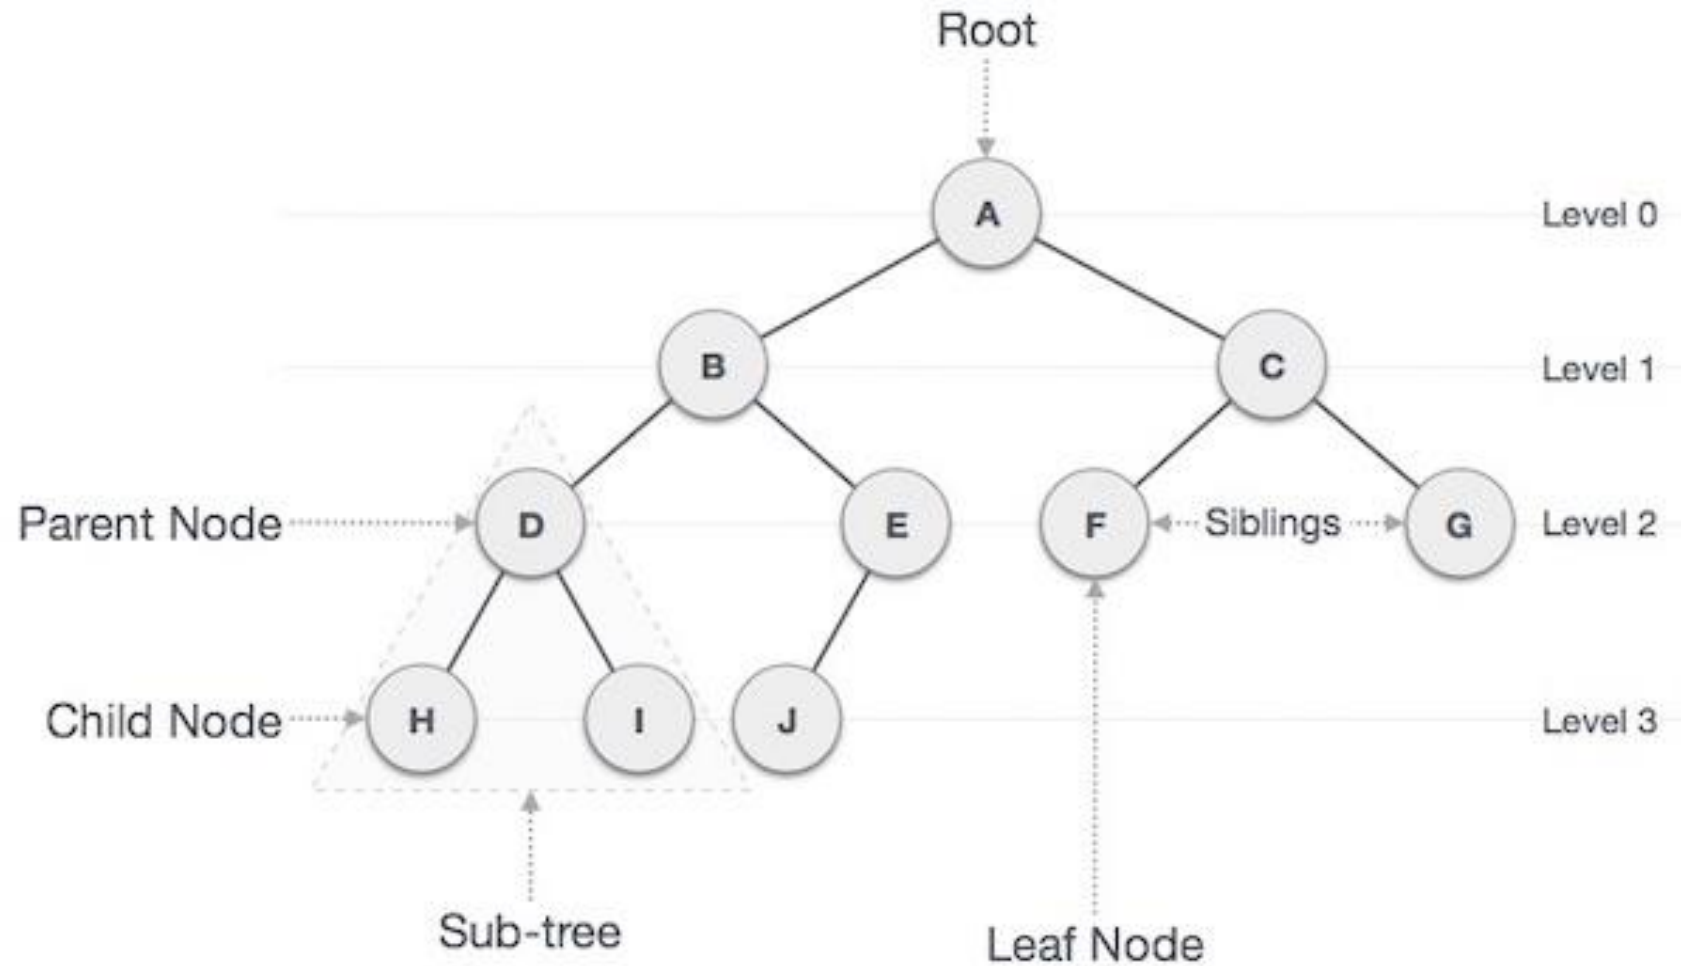 Root
A
Level 0
B
C
Level 1
Parent Node
D
E
F
Siblings
G
Level 2
Child Node
H
I
J
Level 3
Sub-tree
Leaf Node